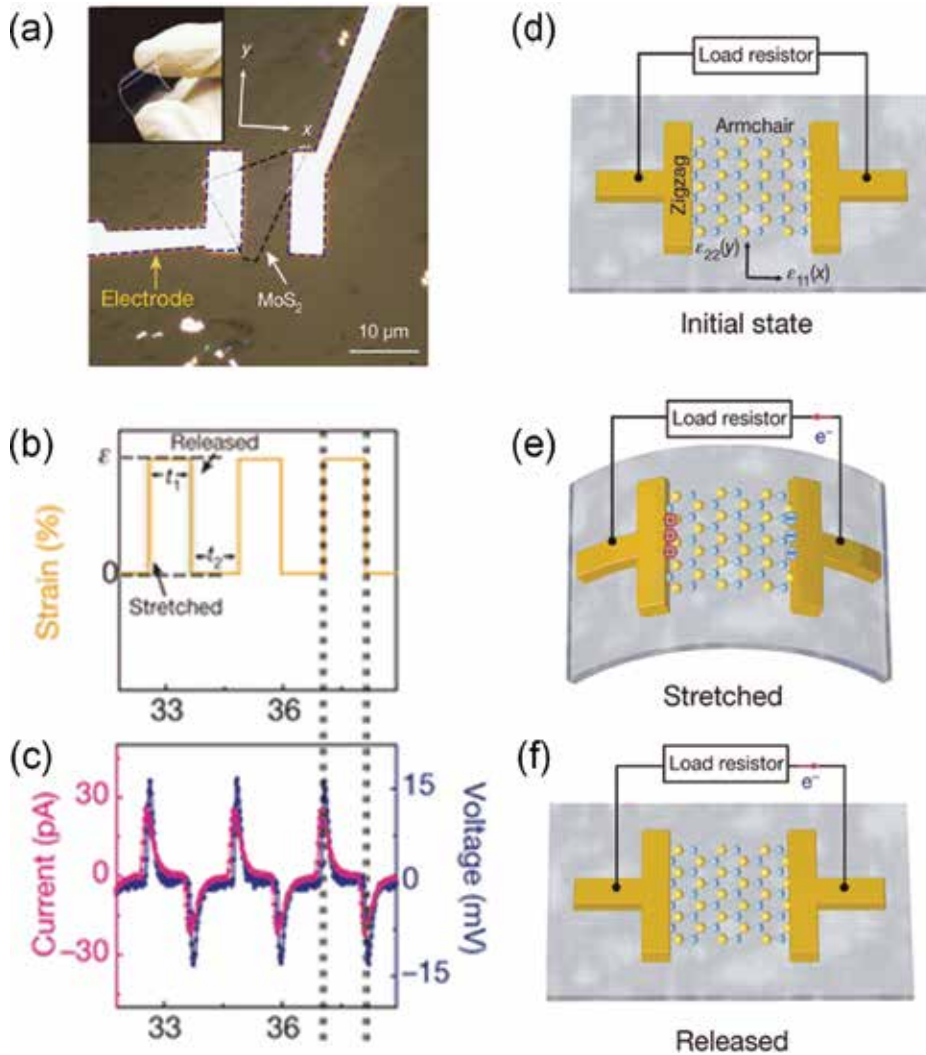 (a)
y
x
Electrode
MoS₂
10 µm
(b)
Strain (%)
ε
0
Released
t₁
t₂
Stretched
33
36
(c)
Current (pA)
30
0
−30
15
0
−15
Voltage (mV)
33
36
(d)
Load resistor
Armchair
Zigzag
ε₂₂(y)
ε₁₁(x)
Initial state
(e)
Load resistor
e⁻
Stretched
(f)
Load resistor
e⁻
Released